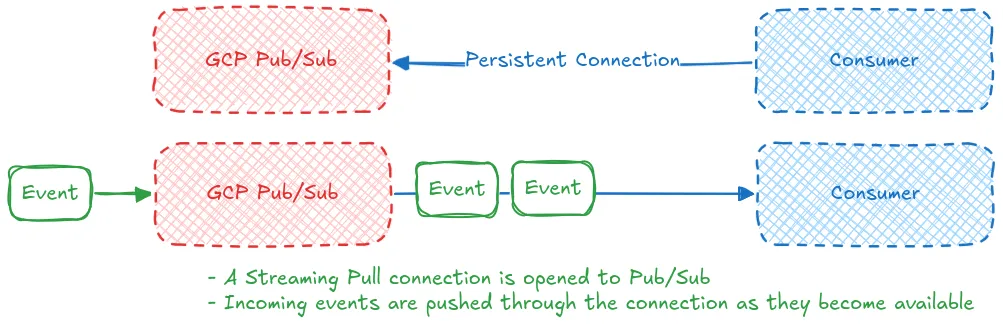 GCP Pub/Sub
Persistent Connection
Consumer
Event
GCP Pub/Sub
Event
Event
Consumer
- A Streaming Pull connection is opened to Pub/Sub
- Incoming events are pushed through the connection as they become available